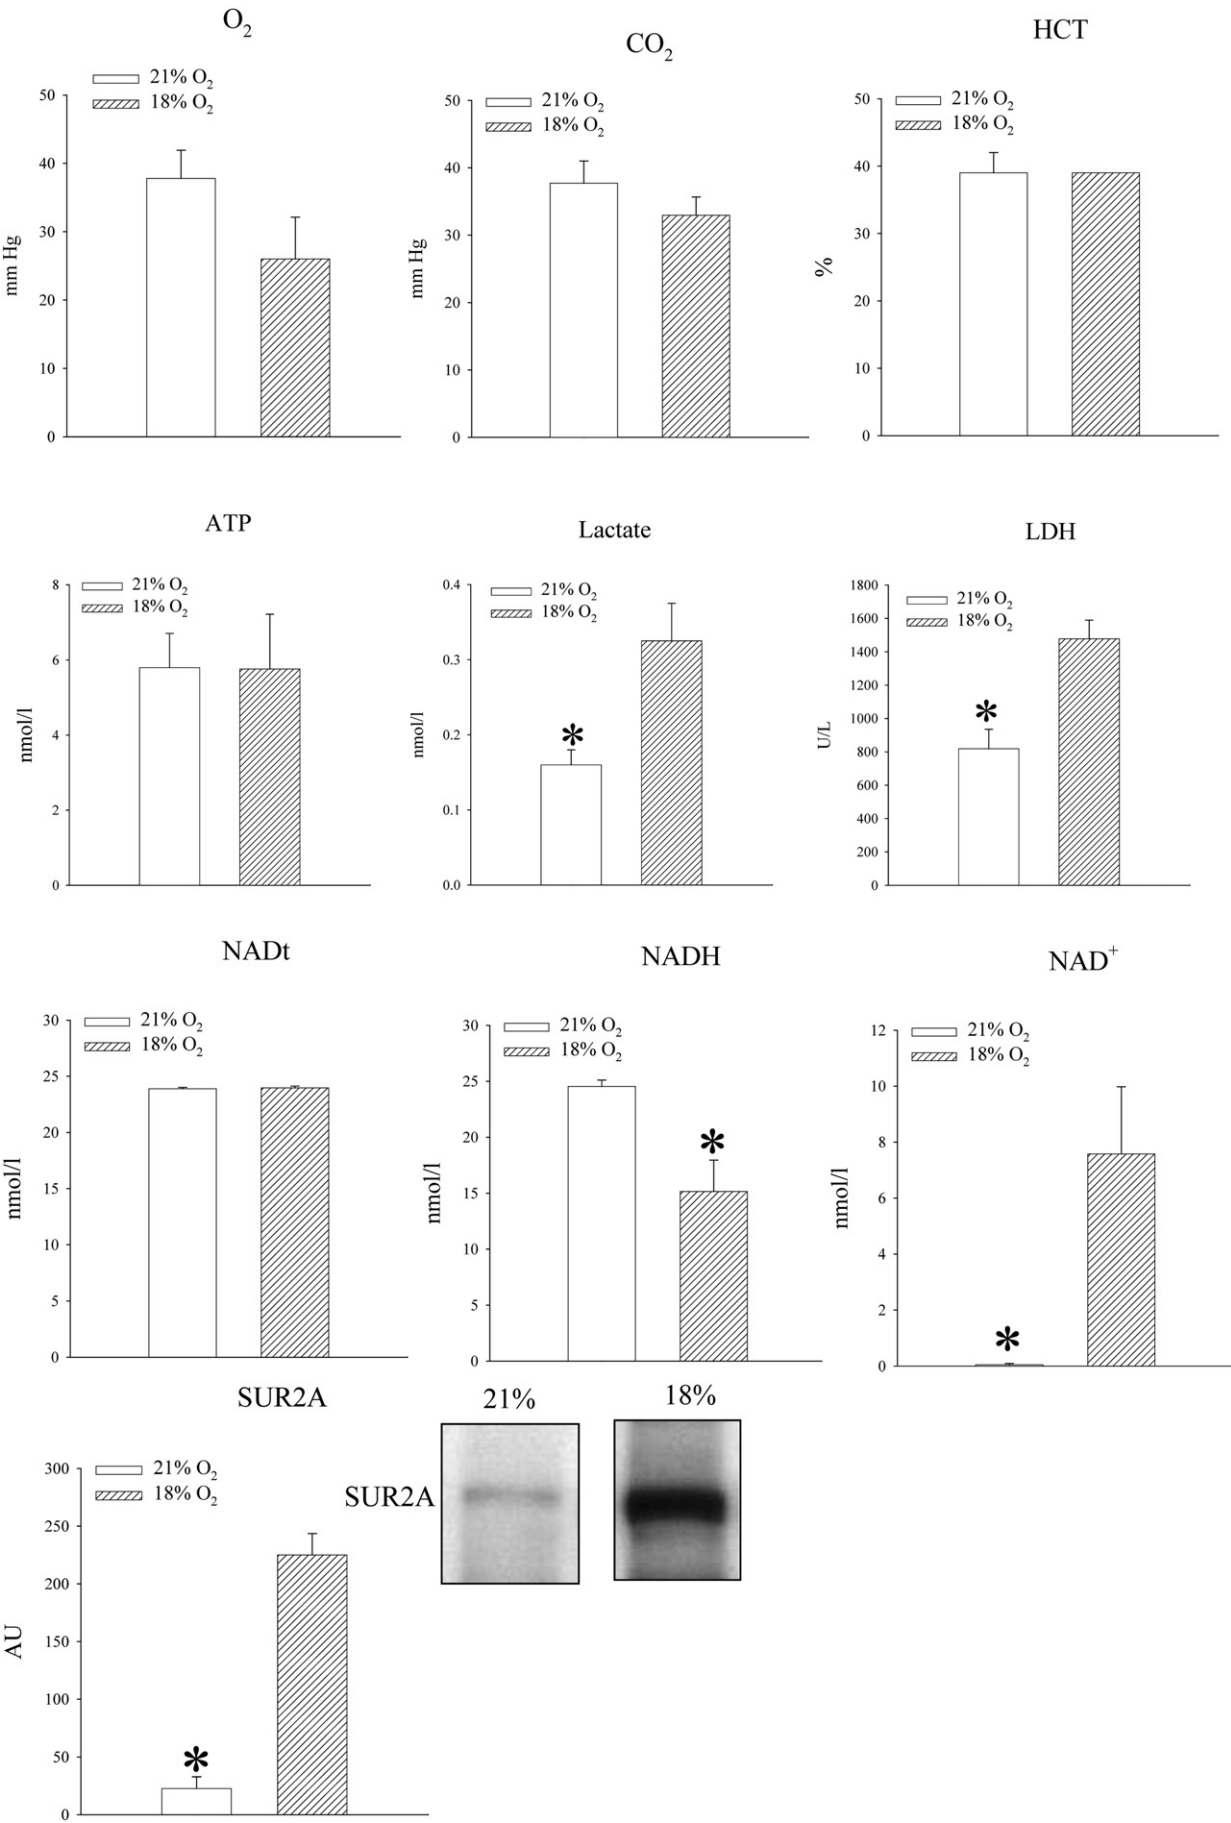 O₂
21% O₂
18% O₂
50
40
30
20
10
0
mm Hg
CO₂
21% O₂
18% O₂
50
40
30
20
10
0
mm Hg
HCT
21% O₂
18% O₂
50
40
30
20
10
0
%
ATP
21% O₂
18% O₂
8
6
4
2
0
nmol/l
Lactate
21% O₂
18% O₂
0.4
0.3
0.2
0.1
0.0
nmol/l
*
LDH
21% O₂
18% O₂
1800
1600
1400
1200
1000
800
600
400
200
0
U/L
*
NADt
21% O₂
18% O₂
30
25
20
15
10
5
0
nmol/l
NADH
21% O₂
18% O₂
30
25
20
15
10
5
0
nmol/l
*
NAD⁺
21% O₂
18% O₂
12
10
8
6
4
2
0
nmol/l
*
SUR2A
21% O₂
18% O₂
300
250
200
150
100
50
0
AU
*
21% 18%
SUR2A